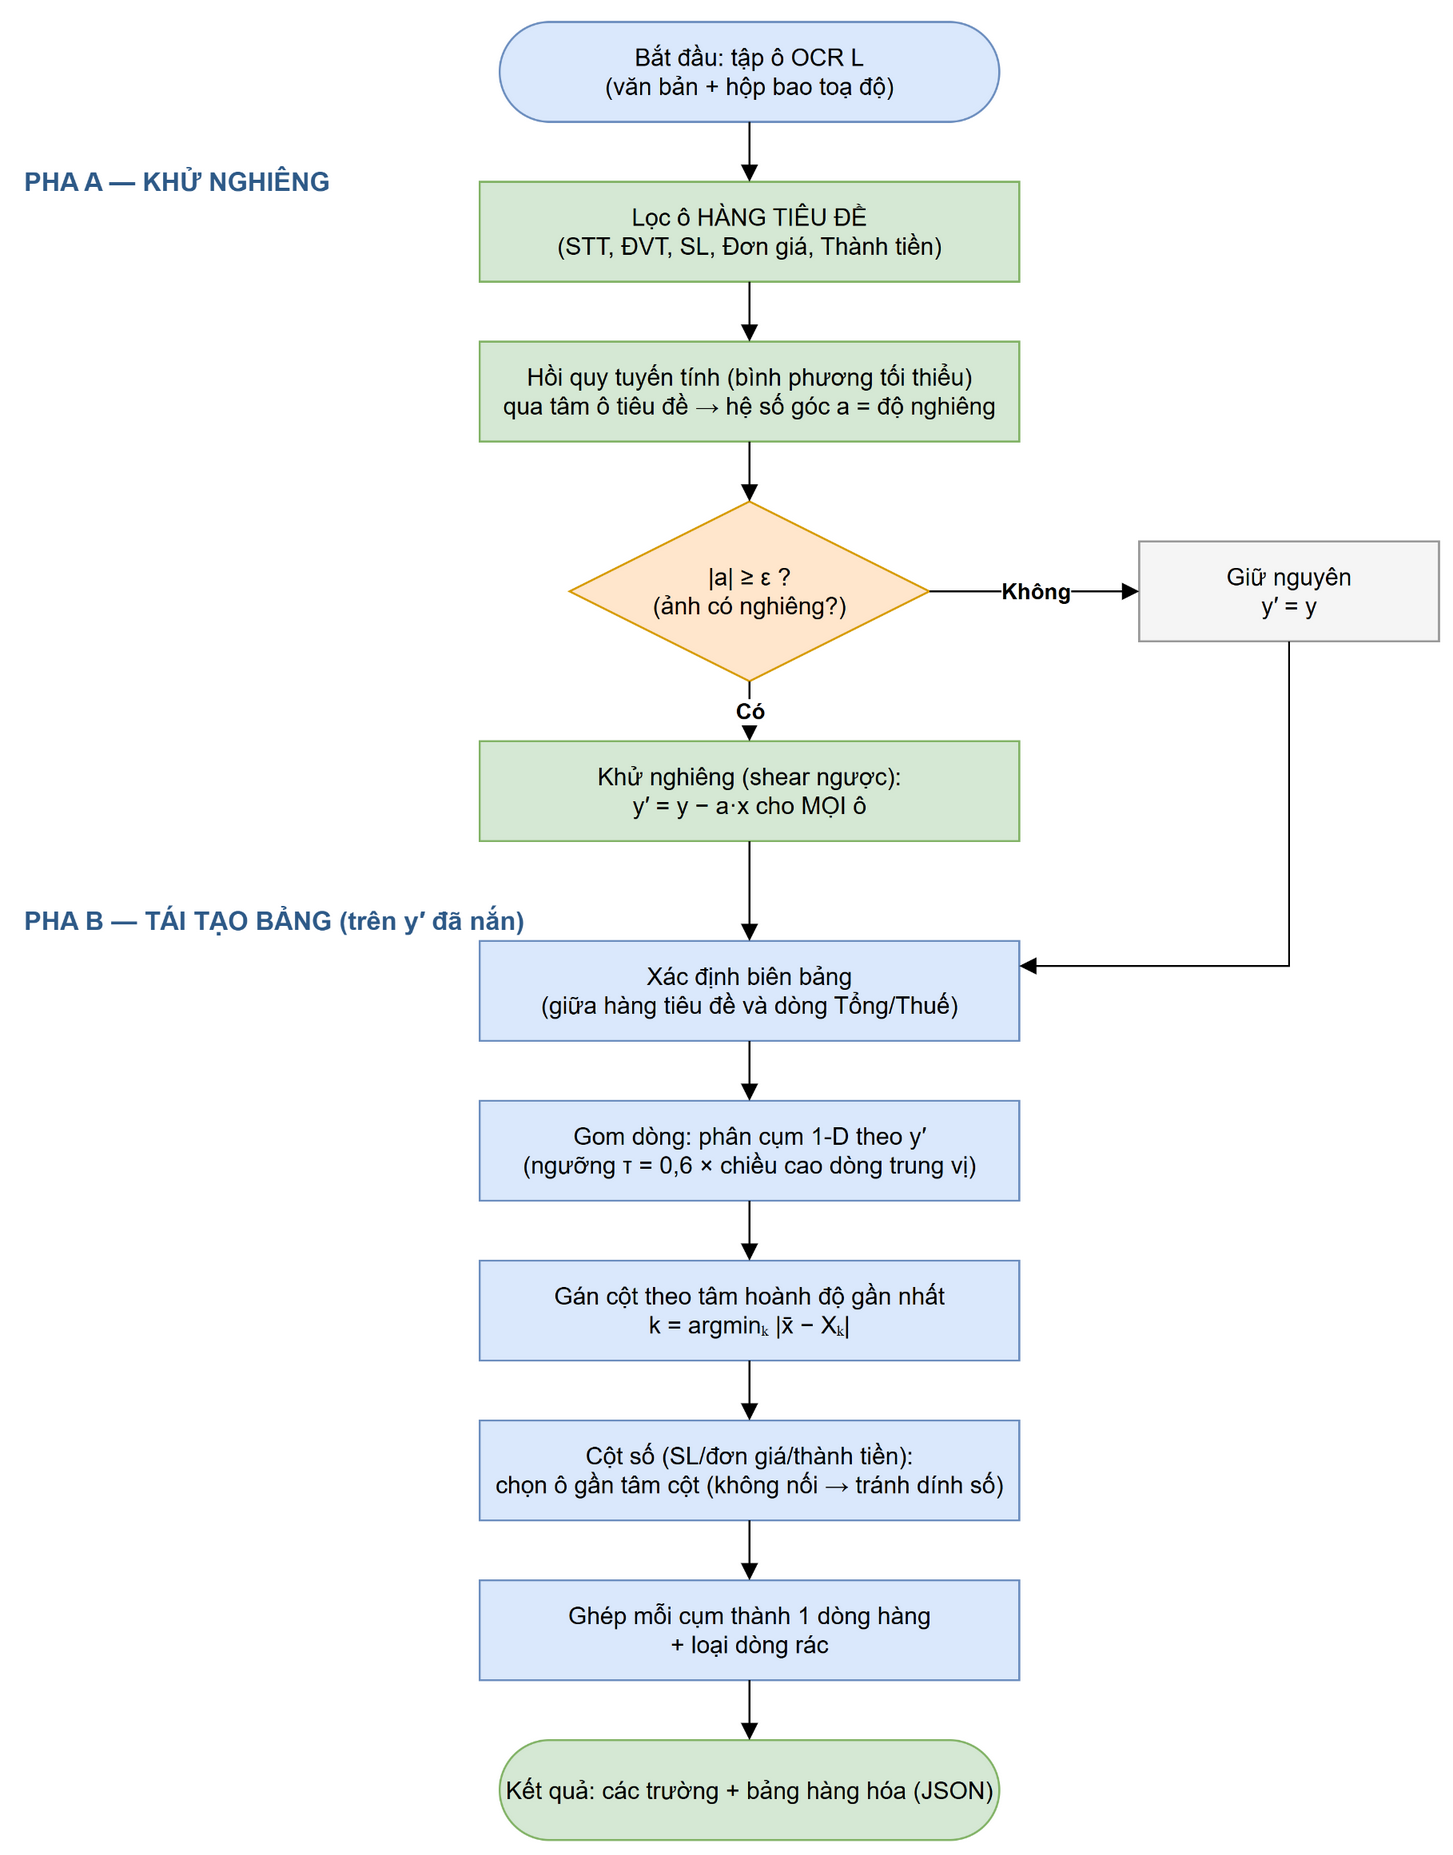 Bắt đầu: tập ô OCR L
(văn bản + hộp bao toạ độ)
PHA A — KHỬ NGHIÊNG
Lọc ô HÀNG TIÊU ĐỀ
(STT, ĐVT, SL, Đơn giá, Thành tiền)
Hồi quy tuyến tính (bình phương tối thiểu)
qua tâm ô tiêu đề → hệ số góc a = độ nghiêng
|a| ≥ ε ?
(ảnh có nghiêng?)
Không
Giữ nguyên
y′ = y
Có
Khử nghiêng (shear ngược):
y′ = y − a·x cho MỌI ô
PHA B — TÁI TẠO BẢNG (trên y′ đã nắn)
Xác định biên bảng
(giữa hàng tiêu đề và dòng Tổng/Thuế)
Gom dòng: phân cụm 1-D theo y′
(ngưỡng τ = 0,6 × chiều cao dòng trung vị)
Gán cột theo tâm hoành độ gần nhất
k = argminₖ |x̄ − Xₖ|
Cột số (SL/đơn giá/thành tiền):
chọn ô gần tâm cột (không nối → tránh dính số)
Ghép mỗi cụm thành 1 dòng hàng
+ loại dòng rác
Kết quả: các trường + bảng hàng hóa (JSON)